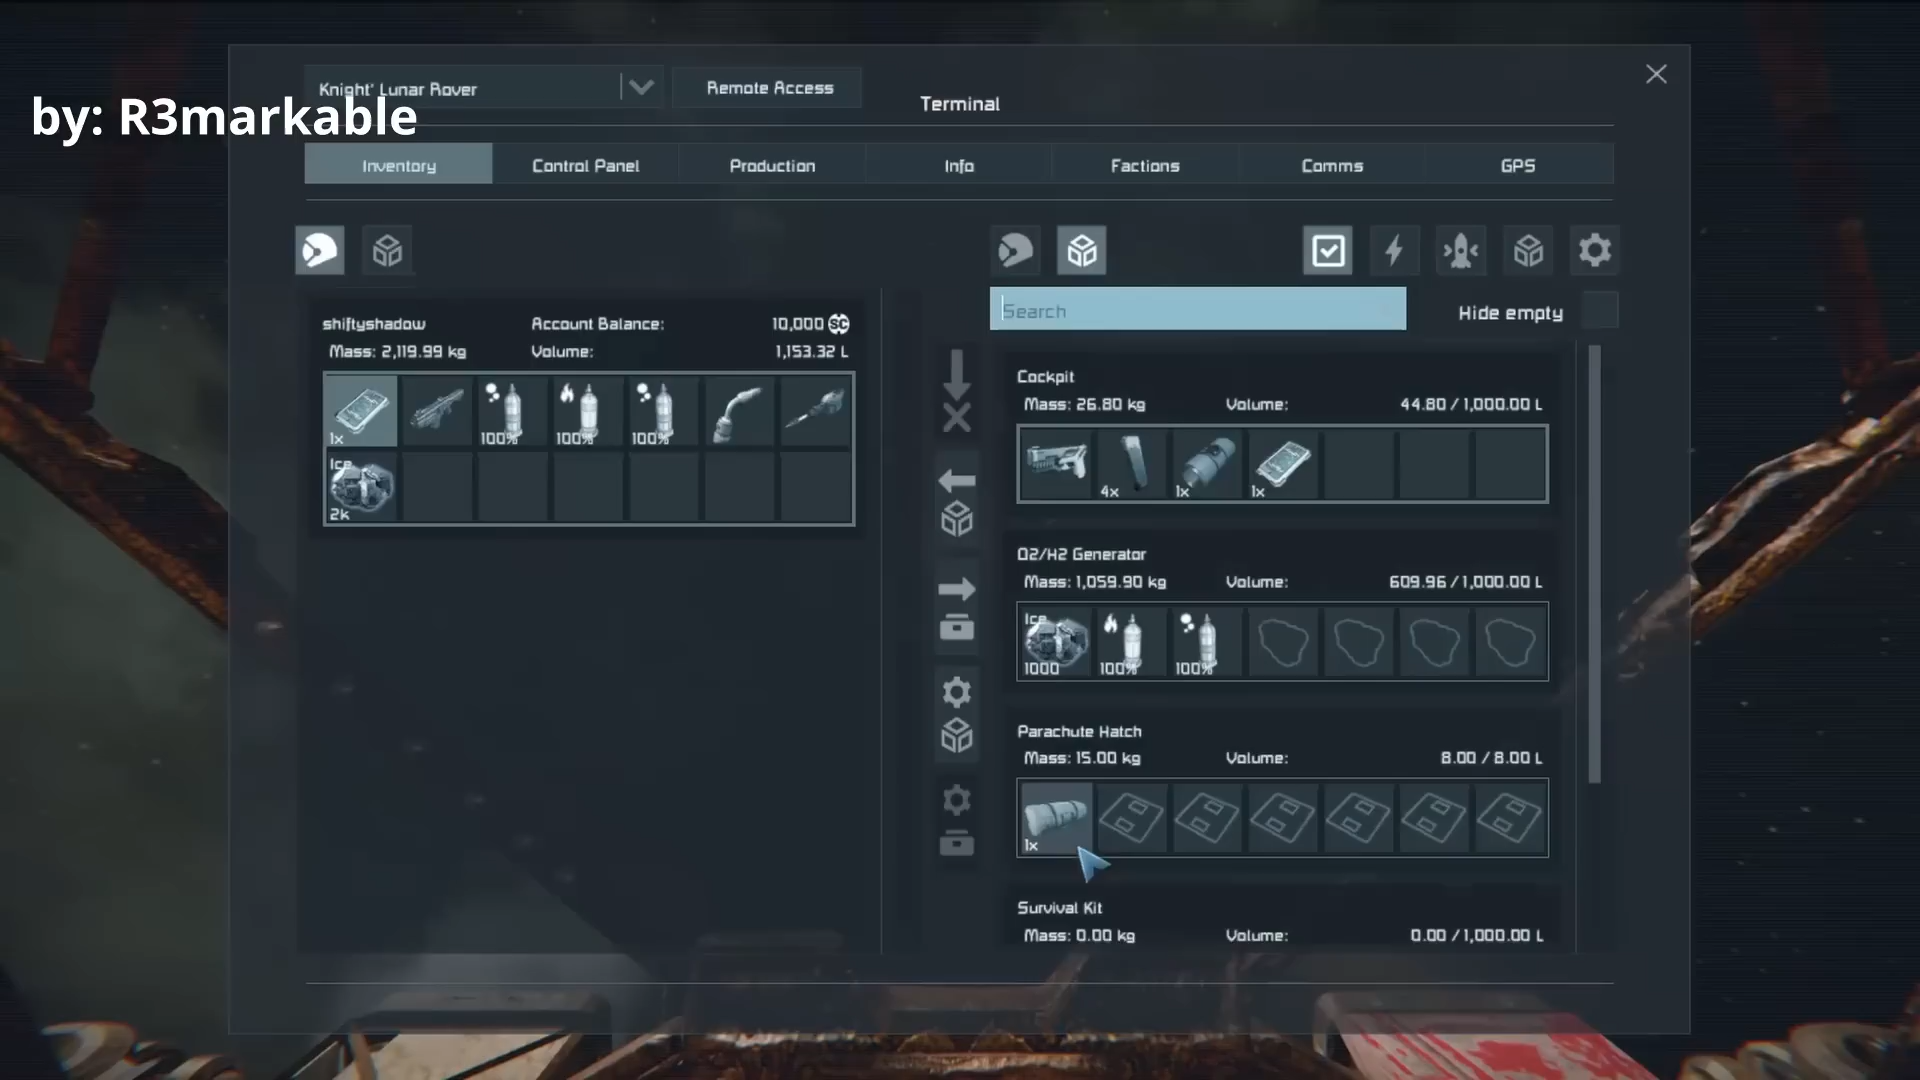 Knight' Lunar Rover
Remote Access
Terminal
by: R3markable
Inventory
Control Panel
Production
Info
Factions
Comms
GPS
Search
Hide empty
shiftyshadow
Account Balance:
10,000 SC
Mass: 2,119.99 kg
Volume:
1,153.32 L
1x
100%
100%
100%
Ice
2k
Cockpit
Mass: 26.80 kg
Volume:
44.80 / 1,000.00 L
4x
1x
1x
O2/H2 Generator
Mass: 1,059.90 kg
Volume:
609.96 / 1,000.00 L
Ice
1000
100%
100%
Parachute Hatch
Mass: 15.00 kg
Volume:
8.00 / 8.00 L
1x
Survival Kit
Mass: 0.00 kg
Volume:
0.00 / 1,000.00 L